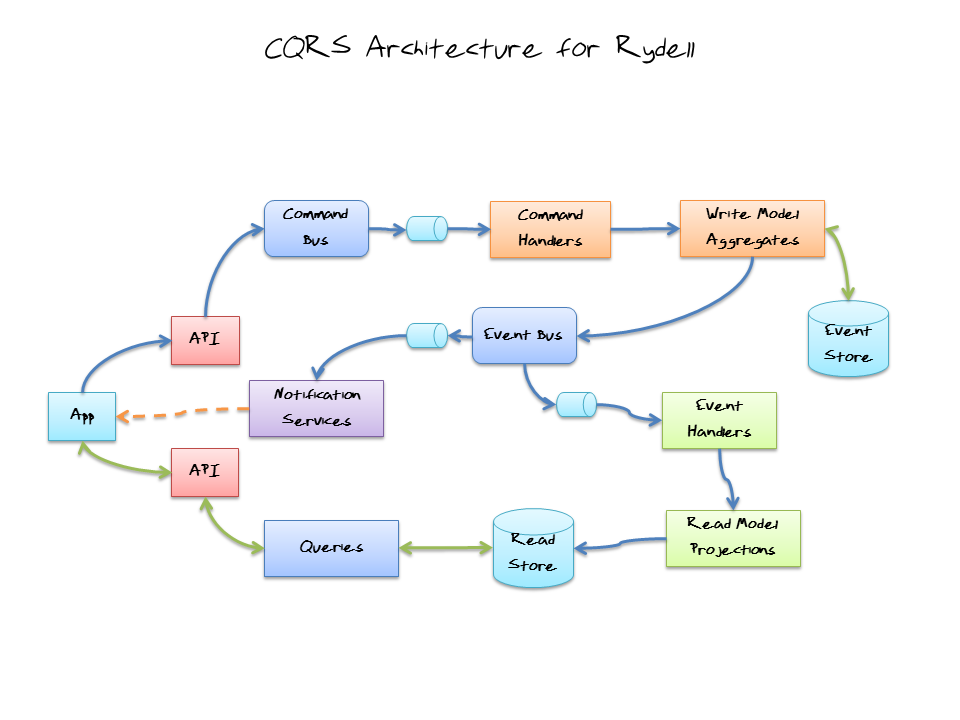 CQRS Architecture for Rydell
Command
Bus
Command
Handlers
Write Model
Aggregates
API
Event Bus
Event
Store
Notification
Services
App
Event
Handlers
API
Queries
Read
Store
Read Model
Projections